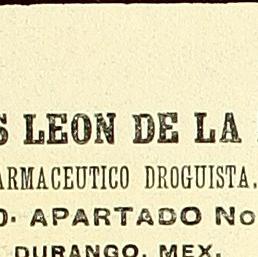 S LEON DE LA
ARMACEUTICO DROGUISTA.
O. APARTADO No
DURANGO, MEX.